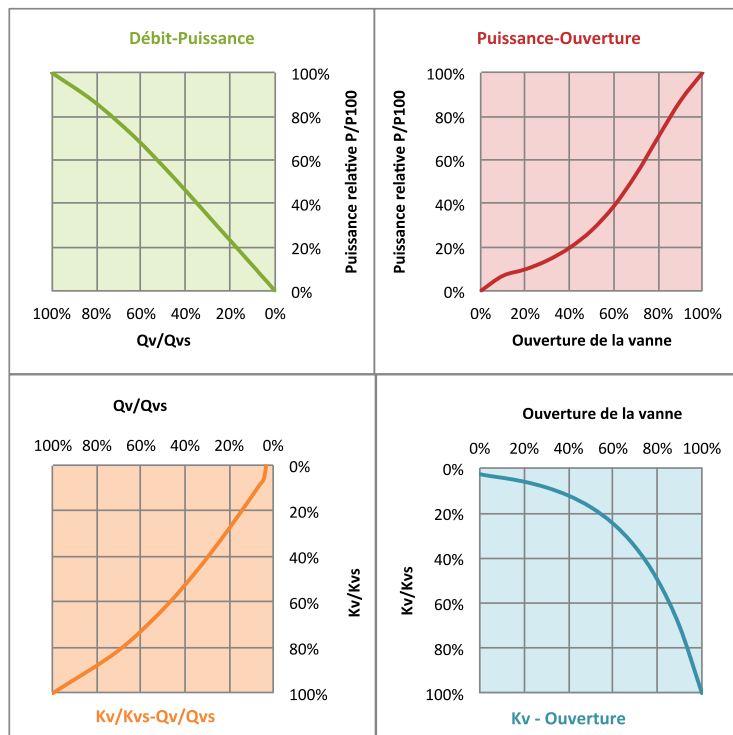 Débit-Puissance
100%
80%
60%
40%
20%
0%
Puissance relative P/P100
100% 80% 60% 40% 20% 0%
Qv/Qvs
Puissance-Ouverture
Puissance relative P/P100
100%
80%
60%
40%
20%
0%
0% 20% 40% 60% 80% 100%
Ouverture de la vanne
Qv/Qvs
100% 80% 60% 40% 20% 0%
0%
20%
40%
60%
80%
100%
Kv/Kvs
Kv/Kvs-Qv/Qvs
Ouverture de la vanne
0% 20% 40% 60% 80% 100%
Kv/Kvs
0%
20%
40%
60%
80%
100%
Kv - Ouverture